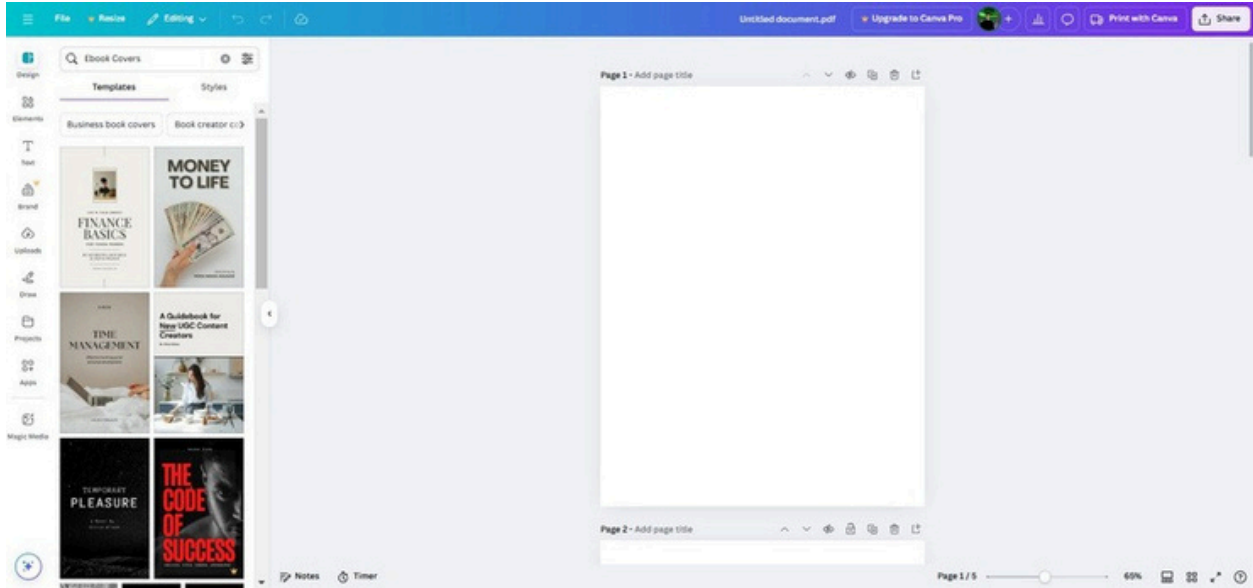 File Resize Editing Untitled document.pdf Upgrade to Canva Pro Print with Canva Share
Design
Elements
Text
Brand
Uploads
Draw
Projects
Apps
Magic Media
Ebook Covers
Templates Styles
Business book covers Book creator
FINANCE
BASICS
MONEY
TO LIFE
TIME
MANAGEMENT
A Guidebook for
New UGC Content
Creators
TEMPORARY
PLEASURE
THE
CODE
OF
SUCCESS
Page 1 - Add page title
Page 2 - Add page title
Notes Timer Page 1 / 5 65%